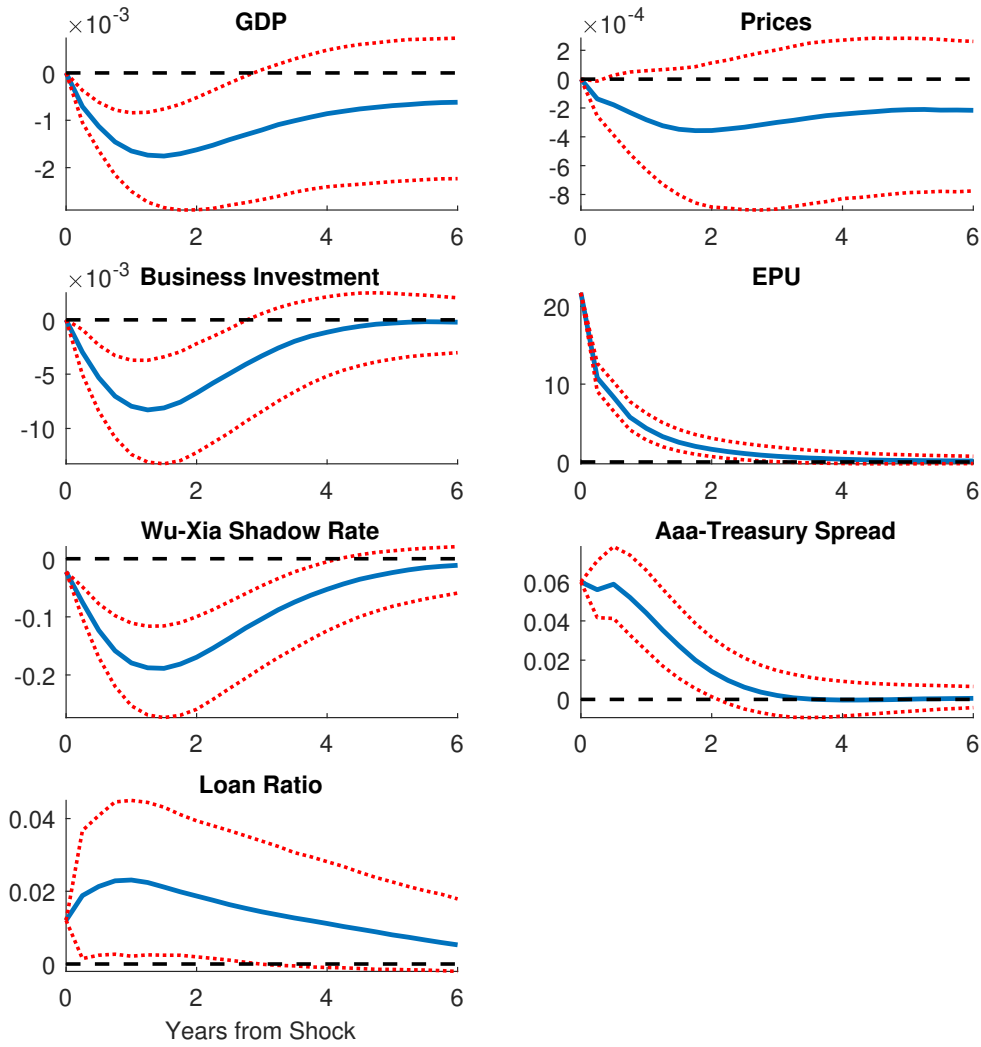 ×10⁻³
GDP
0
-1
-2
0 2 4 6
×10⁻⁴
Prices
2
0
-2
-4
-6
-8
0 2 4 6
×10⁻³
Business Investment
0
-5
-10
0 2 4 6
EPU
20
10
0
0 2 4 6
Wu-Xia Shadow Rate
0
-0.1
-0.2
0 2 4 6
Aaa-Treasury Spread
0.06
0.04
0.02
0
0 2 4 6
Loan Ratio
0.04
0.02
0
0 2 4 6
Years from Shock